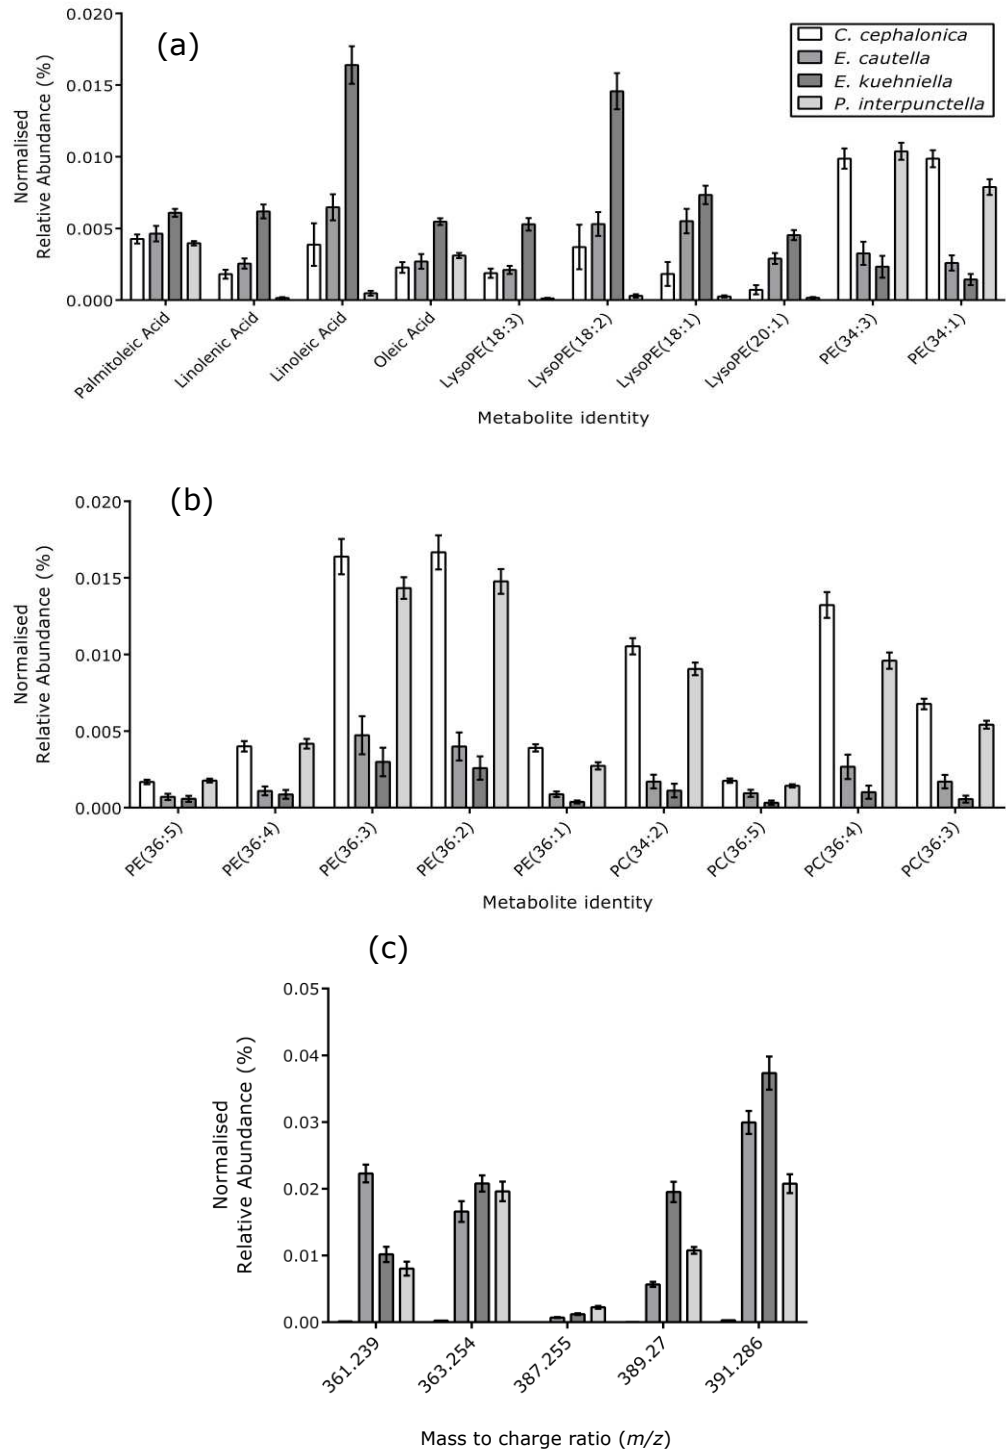 (a)
C. cephalonica
E. cautella
E. kuehniella
P. interpunctella
Normalised
Relative Abundance (%)
0.020
0.015
0.010
0.005
0.000
Palmitoleic Acid
Linolenic Acid
Linoleic Acid
Oleic Acid
LysoPE(18:3)
LysoPE(18:2)
LysoPE(18:1)
LysoPE(20:1)
PE(34:3)
PE(34:1)
Metabolite identity
(b)
Normalised
Relative Abundance (%)
0.020
0.015
0.010
0.005
0.000
PE(36:5)
PE(36:4)
PE(36:3)
PE(36:2)
PE(36:1)
PC(34:2)
PC(36:5)
PC(36:4)
PC(36:3)
Metabolite identity
(c)
Normalised
Relative Abundance (%)
0.05
0.04
0.03
0.02
0.01
0.00
361.239
363.254
387.255
389.27
391.286
Mass to charge ratio (m/z)